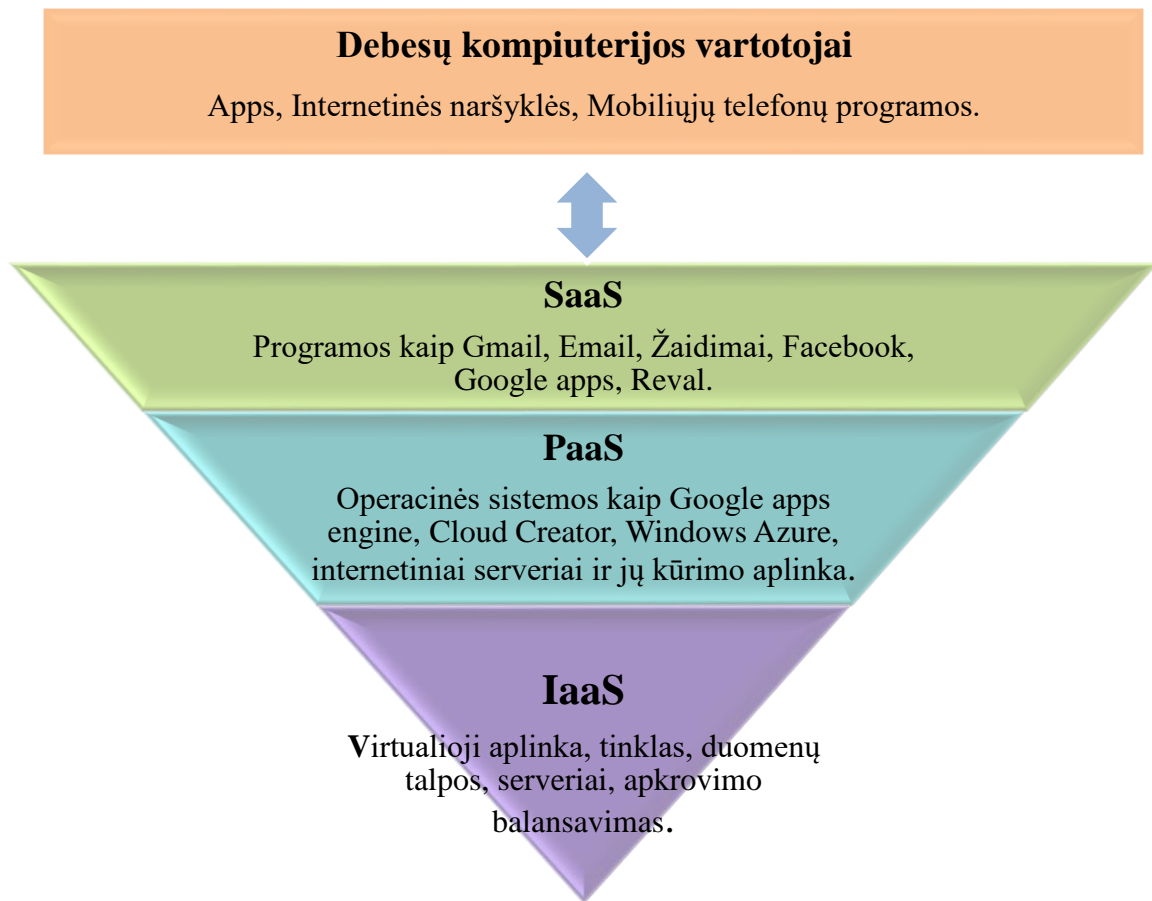 Debesų kompiuterijos vartotojai
Apps, Internetinės naršyklės, Mobiliųjų telefonų programos.
SaaS
Programos kaip Gmail, Email, Žaidimai, Facebook,
Google apps, Reval.
PaaS
Operacinės sistemos kaip Google apps
engine, Cloud Creator, Windows Azure,
internetiniai serveriai ir jų kūrimo aplinka.
IaaS
Virtualioji aplinka, tinklas, duomenų
talpos, serveriai, apkrovimo
balansavimas.